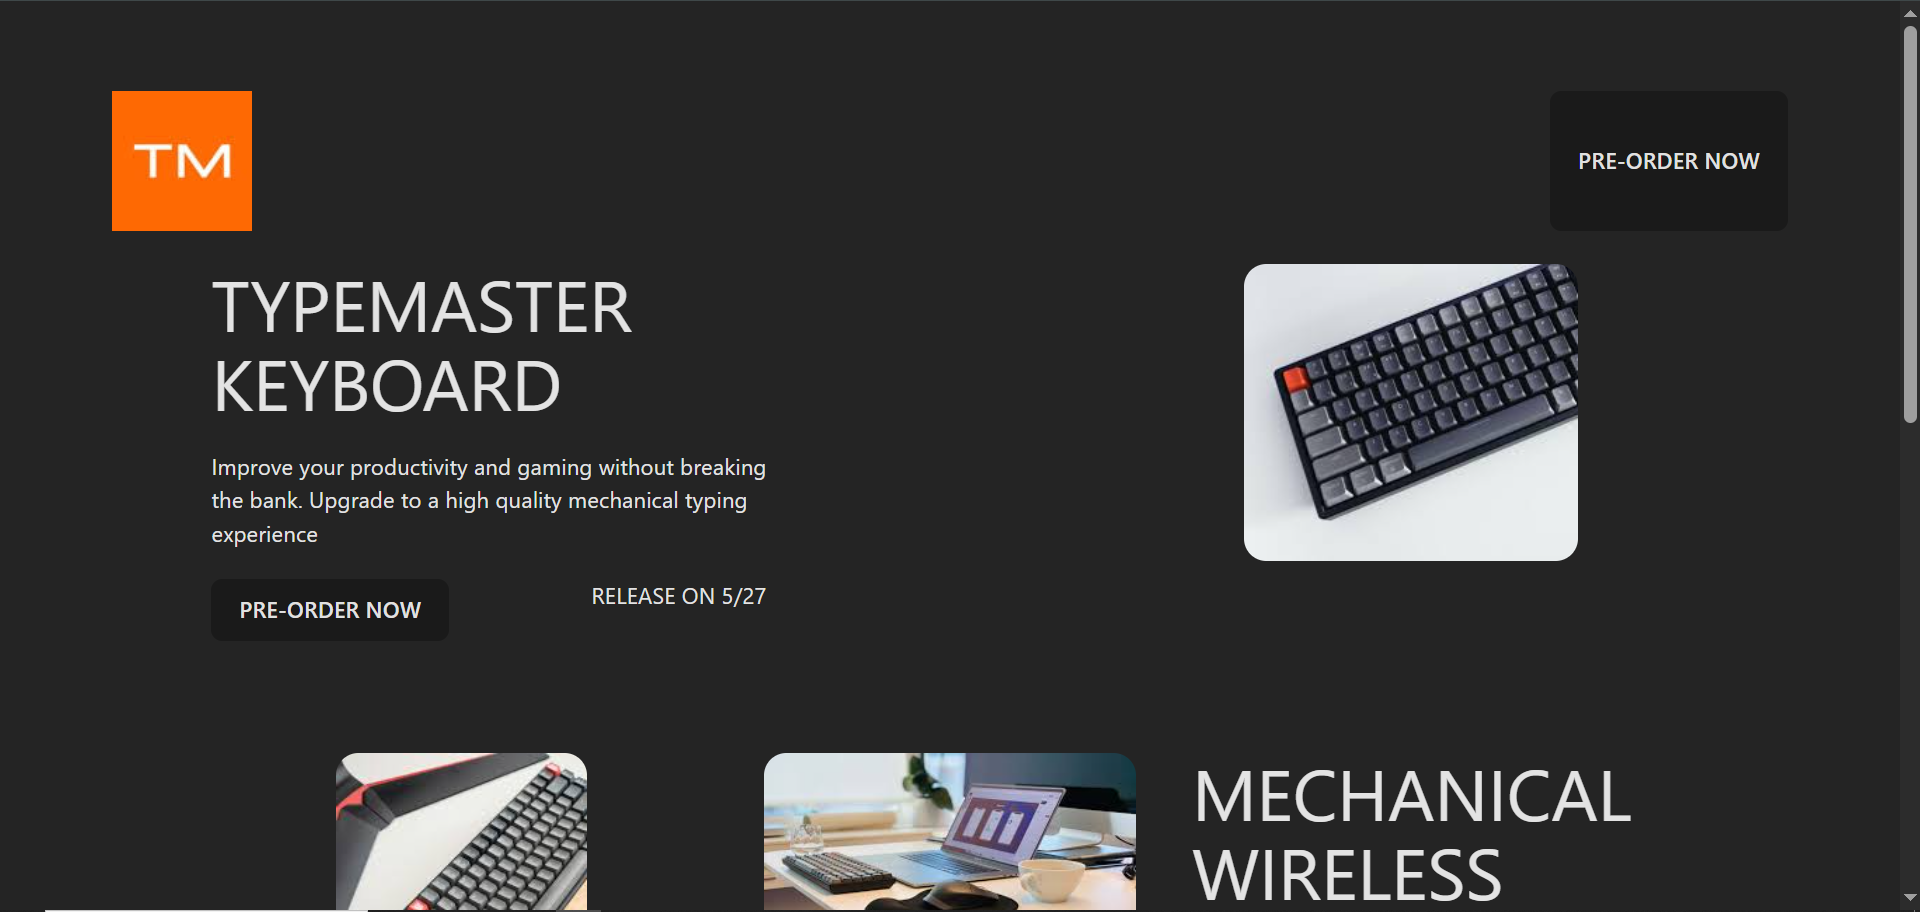 TM
PRE-ORDER NOW
TYPEMASTER
KEYBOARD
Improve your productivity and gaming without breaking
the bank. Upgrade to a high quality mechanical typing
experience
PRE-ORDER NOW
RELEASE ON 5/27
MECHANICAL
WIRELESS